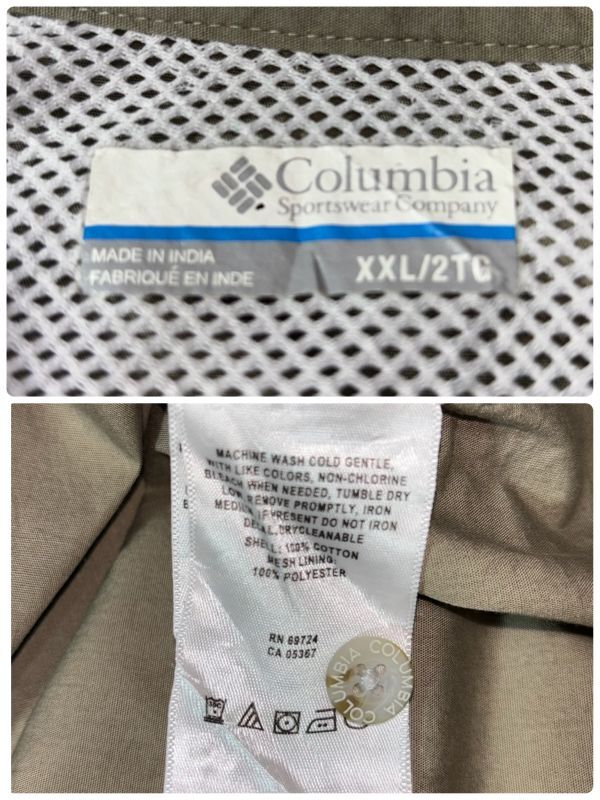 Columbia
Sportswear Company
MADE IN INDIA
FABRIQUÉ EN INDE
XXL/2TG
MACHINE WASH COLD GENTLE,
WITH LIKE COLORS, NON-CHLORINE
BLEACH WHEN NEEDED, TUMBLE DRY
LOW, REMOVE PROMPTLY, IRON
MEDIUM IF PRESENT DO NOT IRON
DECAL, DRYCLEANABLE
SHELL: 100% COTTON
MESH LINING:
100% POLYESTER
RN 69724
CA 05367
COLUMBIA COLUMBIA